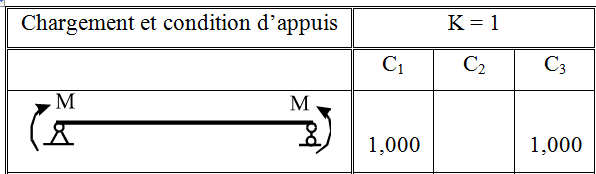 Chargement et condition d’appuis K = 1
C₁ C₂ C₃
M M
1,000 1,000